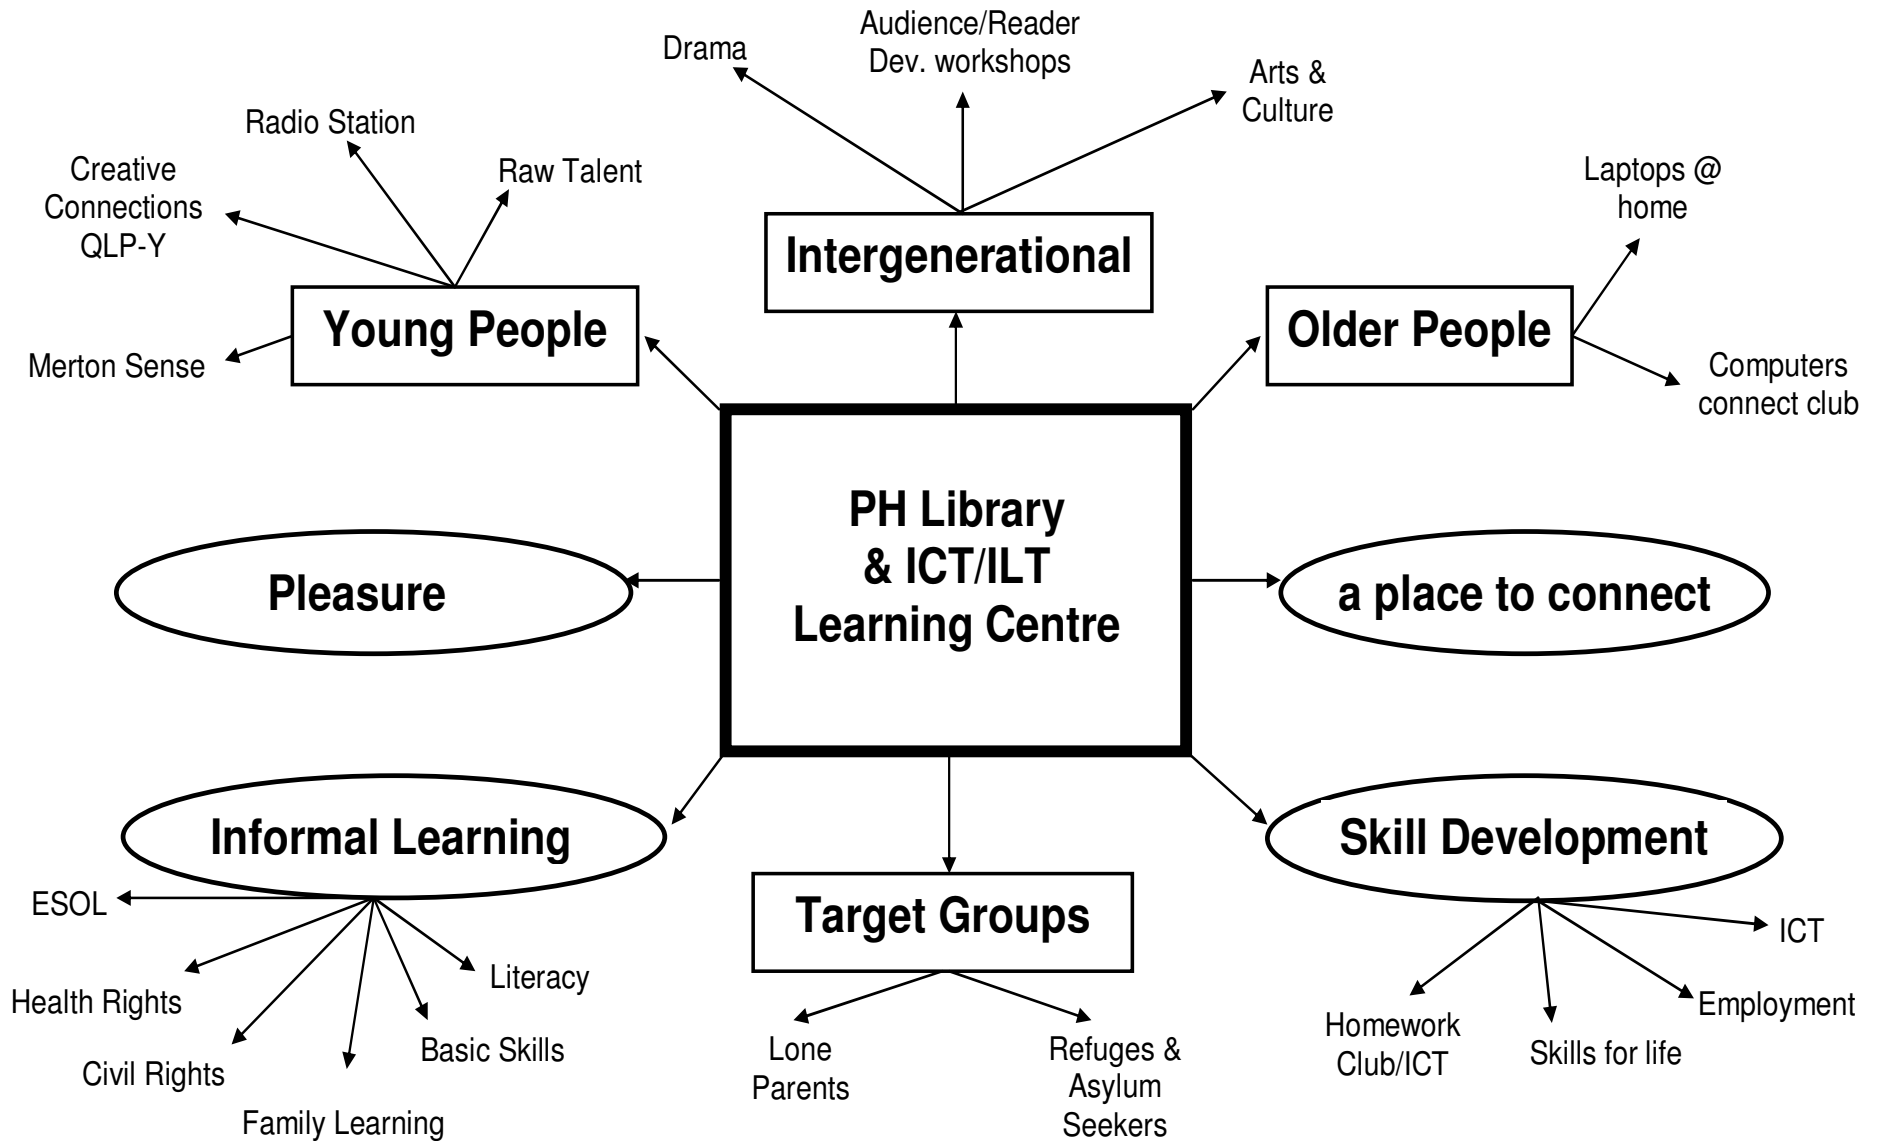 Drama
Audience/Reader
Dev. workshops
Arts &
Culture
Radio Station
Raw Talent
Creative
Connections
QLP-Y
Merton Sense
Young People
Intergenerational
Older People
Laptops @
home
Computers
connect club
Pleasure
PH Library
& ICT/ILT
Learning Centre
a place to connect
Informal Learning
ESOL
Health Rights
Civil Rights
Family Learning
Basic Skills
Literacy
Target Groups
Lone
Parents
Refuges &
Asylum
Seekers
Skill Development
Homework
Club/ICT
Skills for life
Employment
ICT